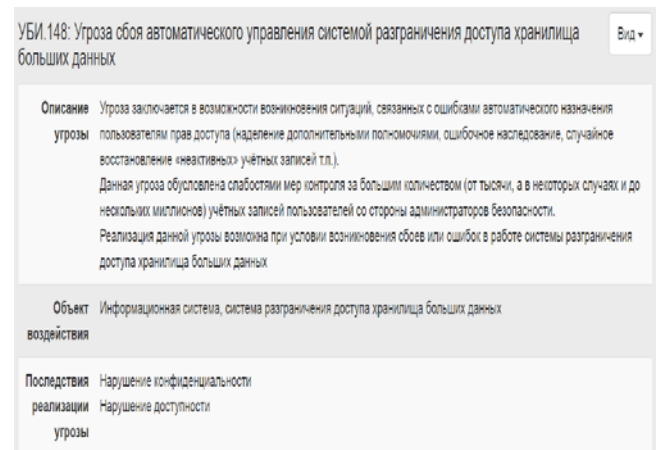 УБИ.148: Угроза сбоя автоматического управления системой разграничения доступа хранилища
больших данных
Вид
Описание угрозы
Угроза заключается в возможности возникновения ситуаций, связанных с ошибками автоматического назначения
пользователям прав доступа (наделение дополнительными полномочиями, ошибочное наследование, случайное
восстановление «неактивных» учётных записей т.п.).
Данная угроза обусловлена слабостями мер контроля за большим количеством (от тысячи, а в некоторых случаях и до
нескольких миллионов) учётных записей пользователей со стороны администраторов безопасности.
Реализация данной угрозы возможна при условии возникновения сбоев или ошибок в работе системы разграничения
доступа хранилища больших данных
Объект
воздействия
Информационная система, система разграничения доступа хранилища больших данных
Последствия
реализации
угрозы
Нарушение конфиденциальности
Нарушение доступности